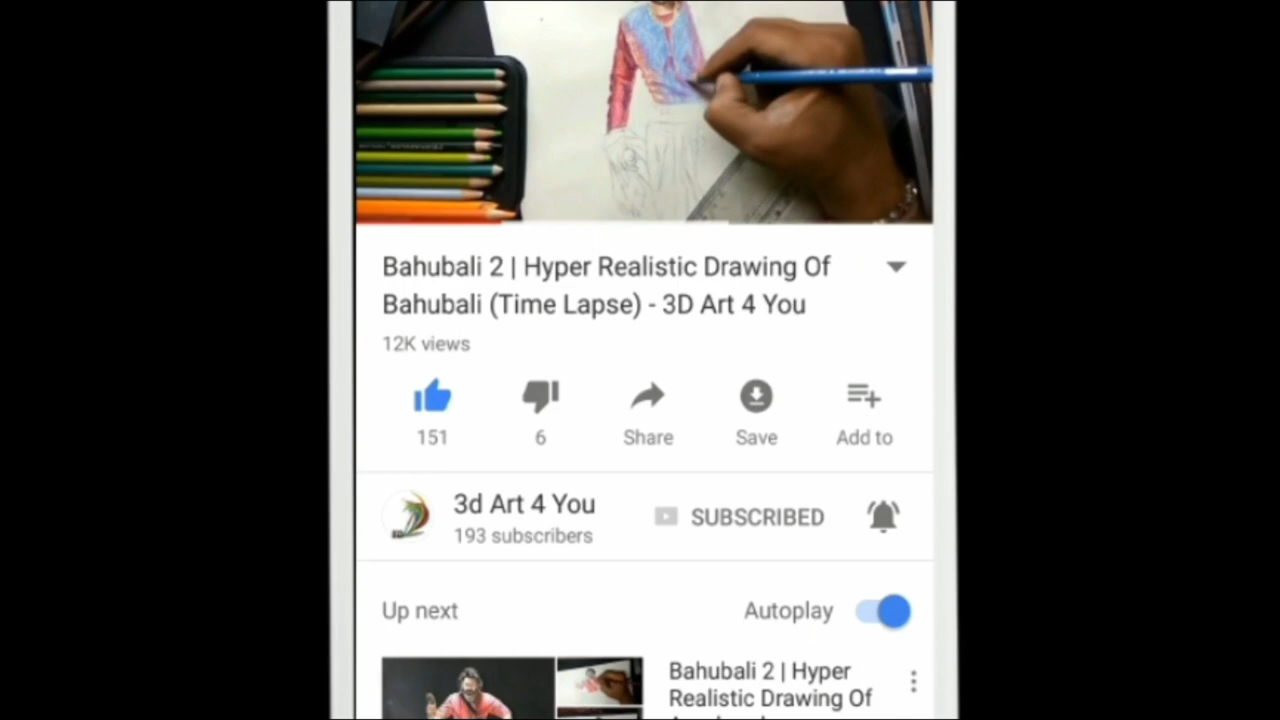 Bahubali 2 | Hyper Realistic Drawing Of
Bahubali (Time Lapse) - 3D Art 4 You
12K views
151
6
Share
Save
Add to
3d Art 4 You
193 subscribers
SUBSCRIBED
Up next
Autoplay
Bahubali 2 | Hyper
Realistic Drawing Of